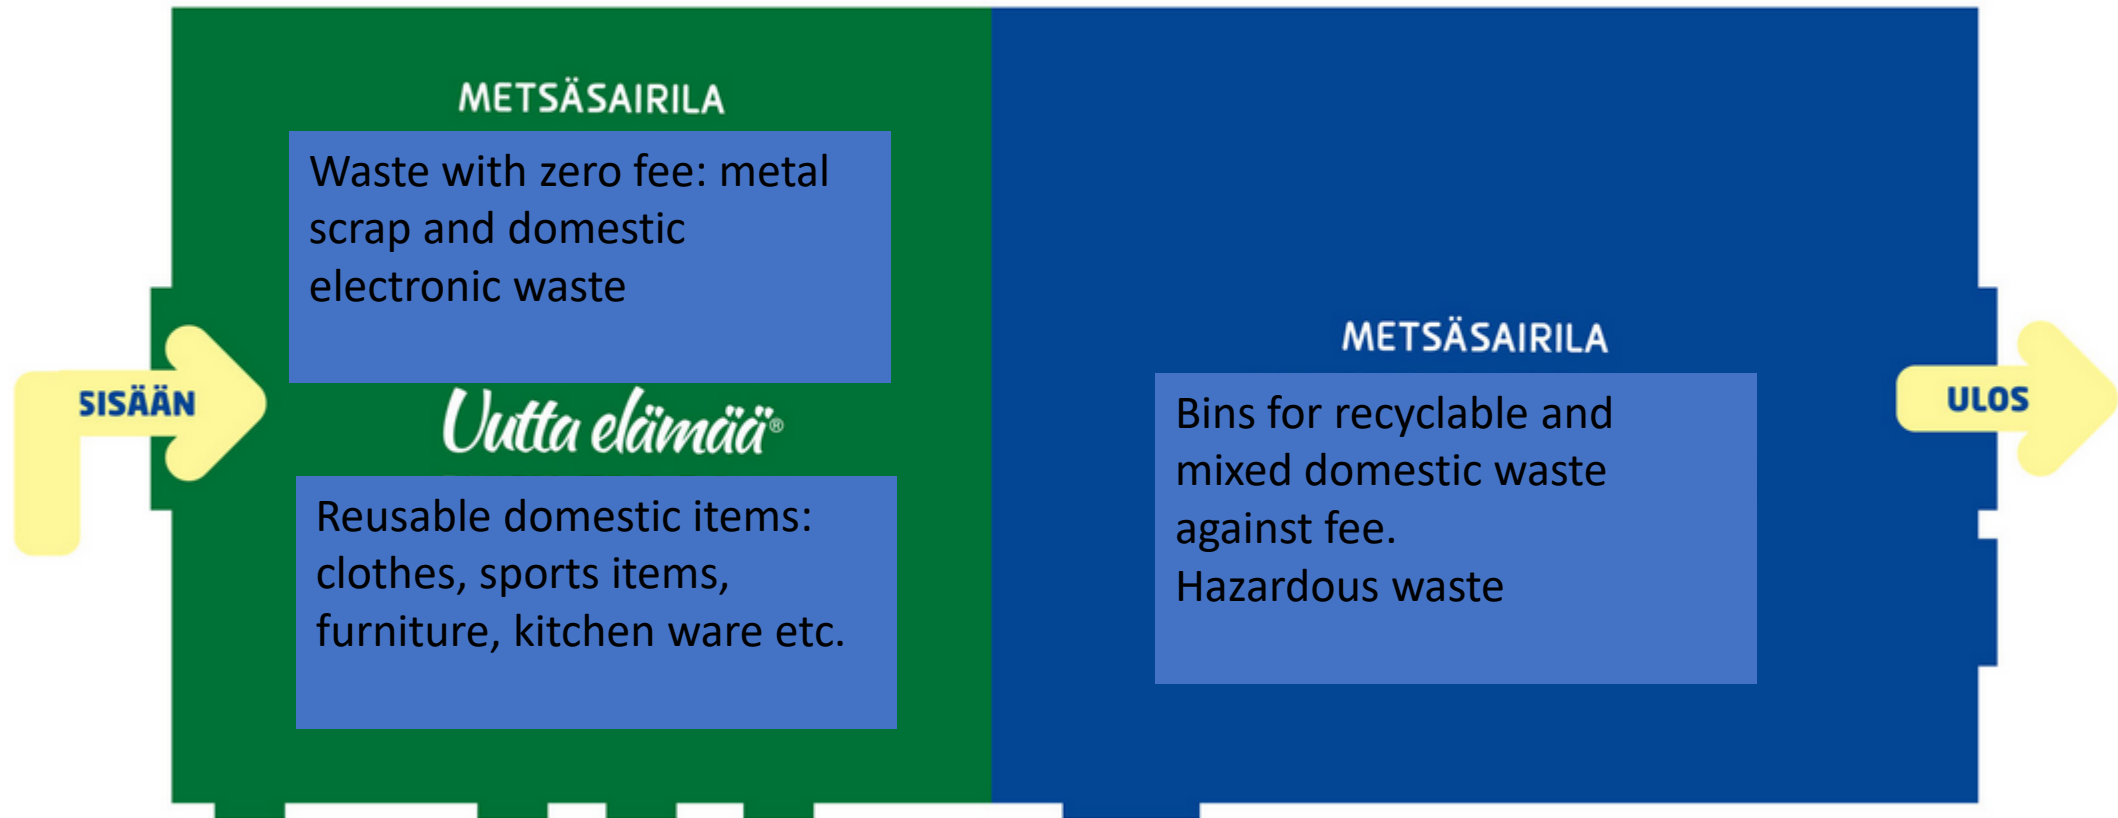 METSÄSAIRILA
Waste with zero fee: metal
scrap and domestic
electronic waste
SISÄÄN
Uutta elämää®
Reusable domestic items:
clothes, sports items,
furniture, kitchen ware etc.
METSÄSAIRILA
Bins for recyclable and
mixed domestic waste
against fee.
Hazardous waste
ULOS